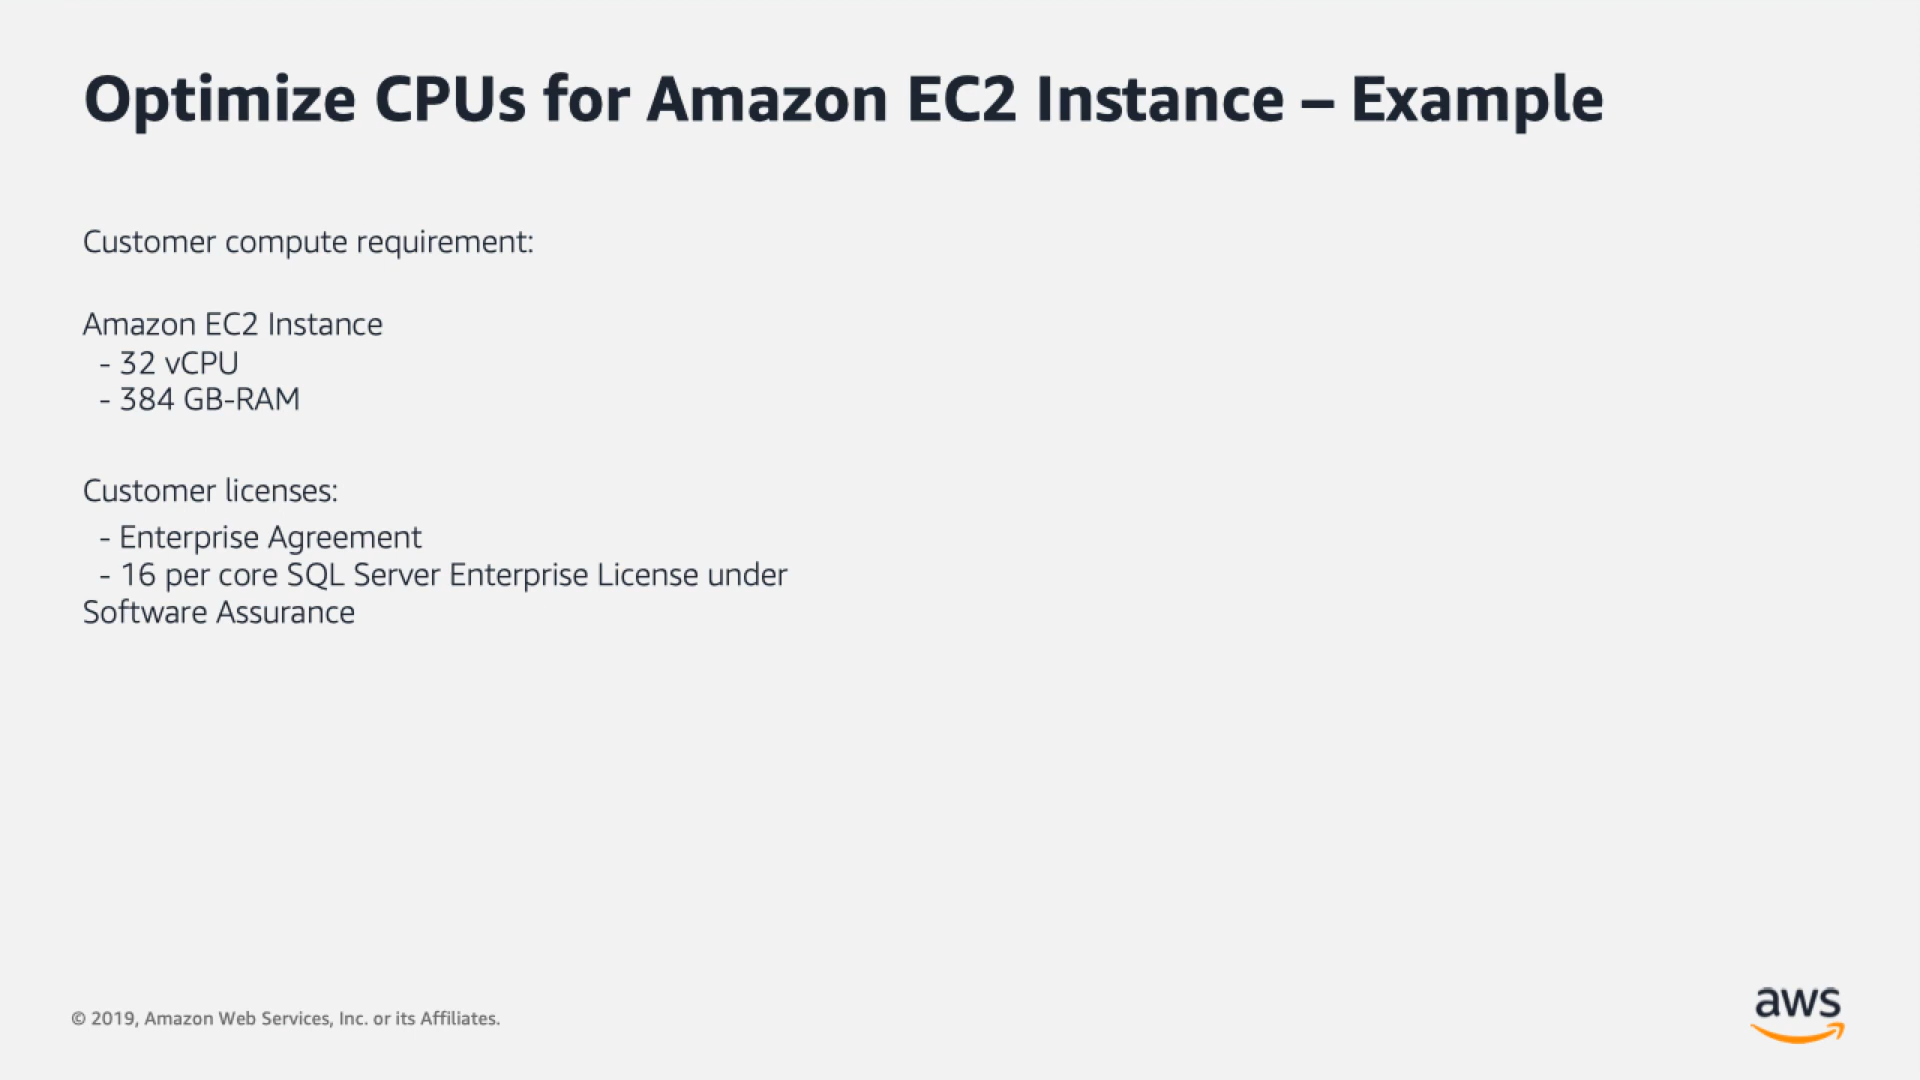 Optimize CPUs for Amazon EC2 Instance – Example
Customer compute requirement:
Amazon EC2 Instance
- 32 vCPU
- 384 GB-RAM
Customer licenses:
- Enterprise Agreement
- 16 per core SQL Server Enterprise License under
Software Assurance
© 2019, Amazon Web Services, Inc. or its Affiliates.
aws